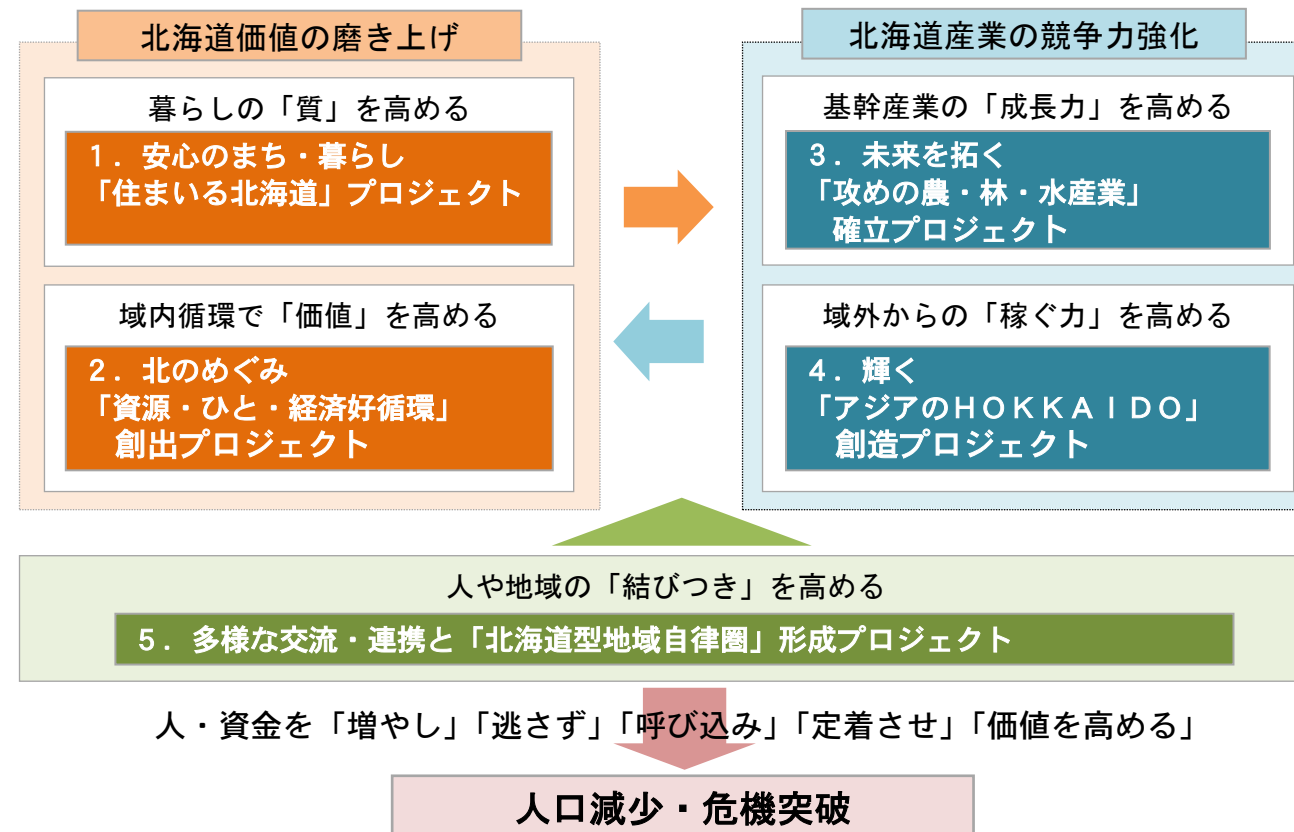 北海道価値の磨き上げ
暮らしの「質」を高める
１．安心のまち・暮らし
「住まいる北海道」プロジェクト
域内循環で「価値」を高める
２．北のめぐみ
「資源・ひと・経済好循環」
創出プロジェクト
北海道産業の競争力強化
基幹産業の「成長力」を高める
３．未来を拓く
「攻めの農・林・水産業」
確立プロジェクト
域外からの「稼ぐ力」を高める
４．輝く
「アジアのＨＯＫＫＡＩＤＯ」
創造プロジェクト
人や地域の「結びつき」を高める
５．多様な交流・連携と「北海道型地域自律圏」形成プロジェクト
人・資金を「増やし」「逃さず」「呼び込み」「定着させ」「価値を高める」
人口減少・危機突破